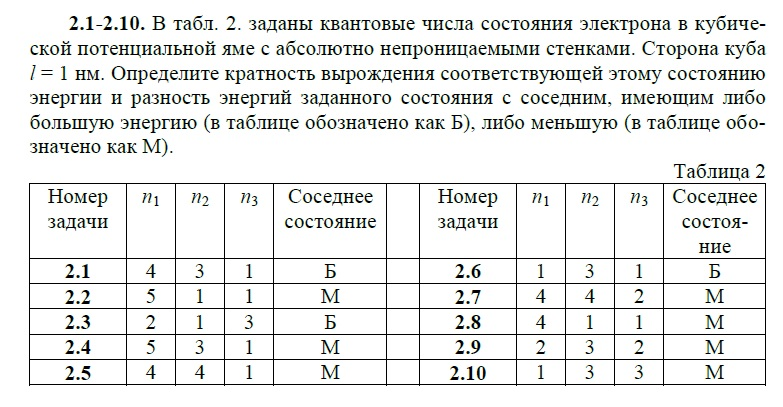 2.1-2.10. В табл. 2. заданы квантовые числа состояния электрона в кубиче-
ской потенциальной яме с абсолютно непроницаемыми стенками. Сторона куба
l = 1 нм. Определите кратность вырождения соответствующей этому состоянию
энергии и разность энергий заданного состояния с соседним, имеющим либо
большую энергию (в таблице обозначено как Б), либо меньшую (в таблице обо-
значено как М).
Таблица 2
Номер задачи n1 n2 n3 Соседнее состояние Номер задачи n1 n2 n3 Соседнее состоя-ние
2.1 4 3 1 Б 2.6 1 3 1 Б
2.2 5 1 1 М 2.7 4 4 2 М
2.3 2 1 3 Б 2.8 4 1 1 М
2.4 5 3 1 М 2.9 2 3 2 М
2.5 4 4 1 М 2.10 1 3 3 М